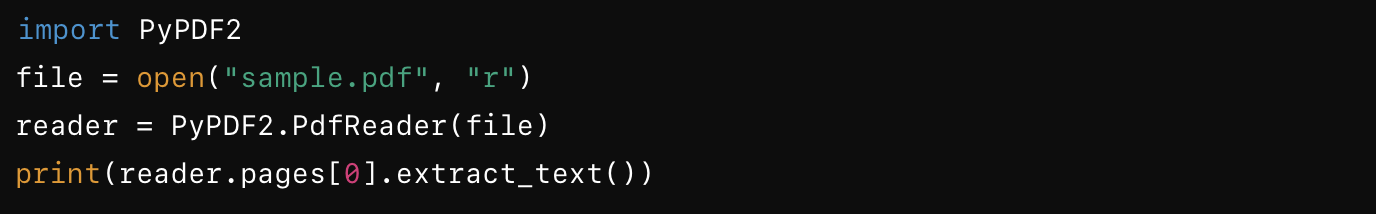 import PyPDF2
file = open("sample.pdf", "r")
reader = PyPDF2.PdfReader(file)
print(reader.pages[0].extract_text())